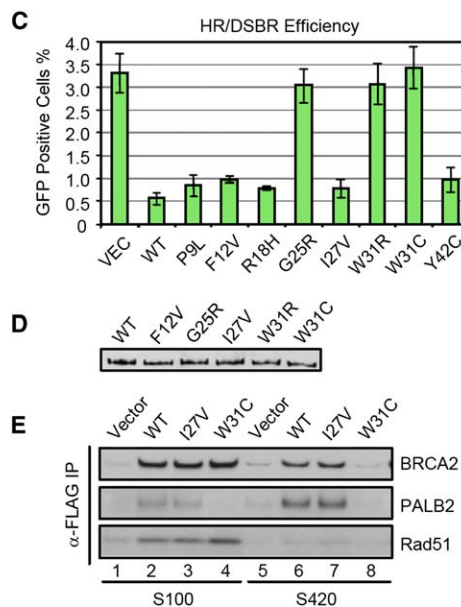 C
HR/DSBR Efficiency
GFP Positive Cells %
4.0
3.5
3.0
2.5
2.0
1.5
1.0
0.5
0
VEC
WT
P9L
F12V
R18H
G25R
I27V
W31R
W31C
Y42C
D
WT
F12V
G25R
I27V
W31R
W31C
E
Vector
WT
I27V
W31C
Vector
WT
I27V
W31C
α-FLAG IP
BRCA2
PALB2
Rad51
1 2 3 4 5 6 7 8
S100 S420